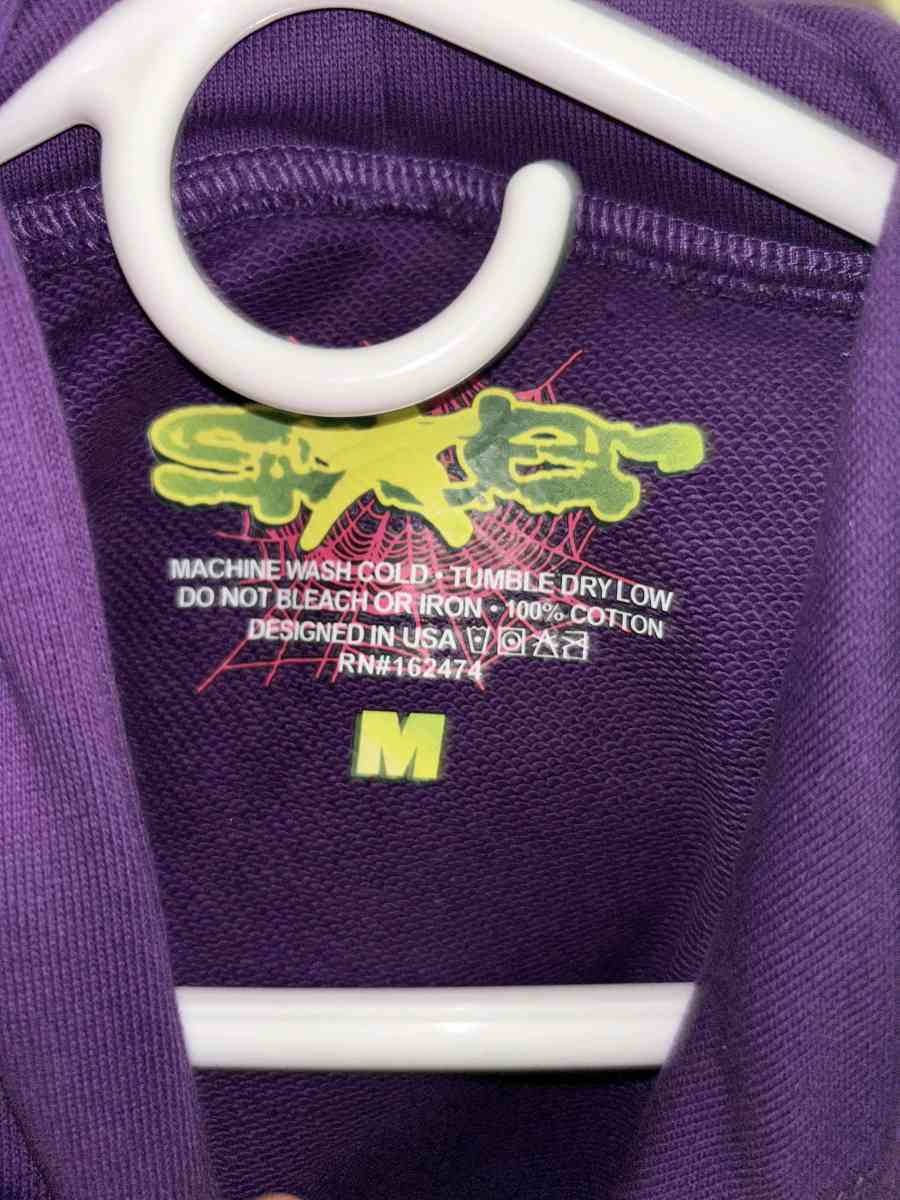 MACHINE WASH COLD • TUMBLE DRY LOW
DO NOT BLEACH OR IRON • 100% COTTON
DESIGNED IN USA
RN#162474
M